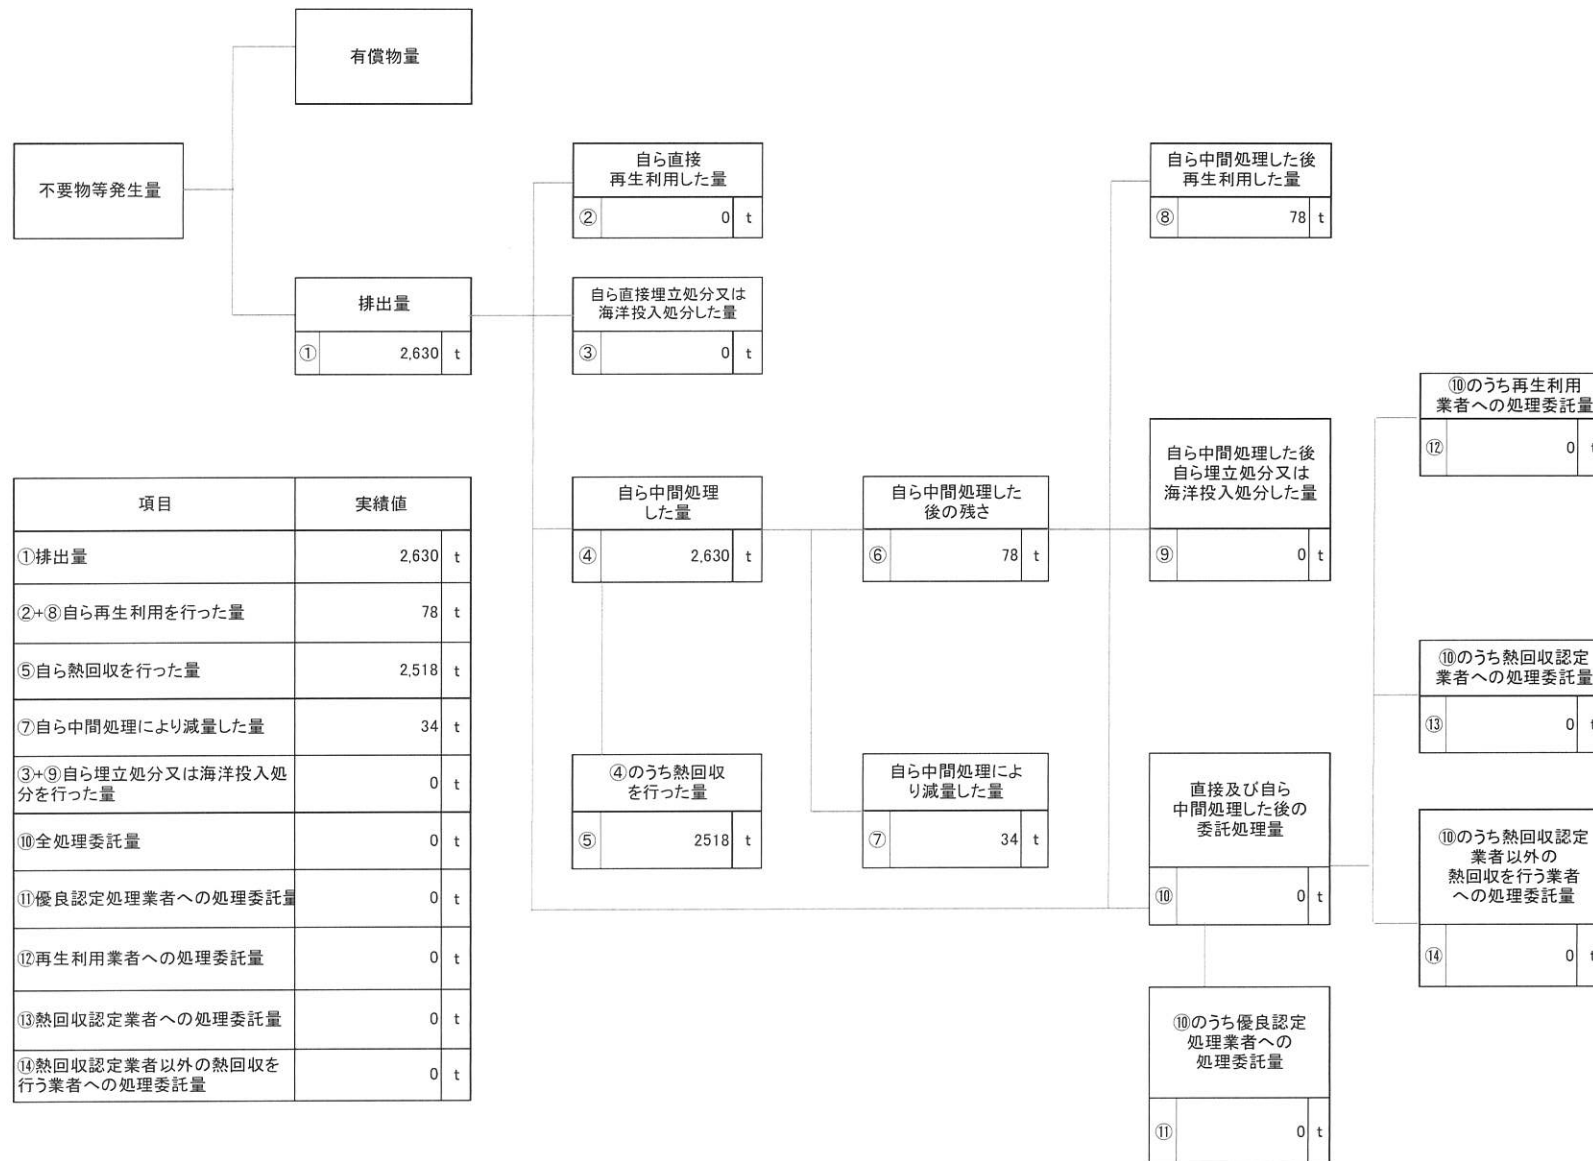 有償物量
不要物等発生量
排出量
① 2,630 t
自ら直接
再生利用した量
② 0 t
自ら直接埋立処分又は
海洋投入処分した量
③ 0 t
自ら中間処理
した量
④ 2,630 t
④のうち熱回収
を行った量
⑤ 2518 t
自ら中間処理した
後の残さ
⑥ 78 t
自ら中間処理によ
り減量した量
⑦ 34 t
自ら中間処理した後
再生利用した量
⑧ 78 t
自ら中間処理した後
自ら埋立処分又は
海洋投入処分した量
⑨ 0 t
直接及び自ら
中間処理した後の
委託処理量
⑩ 0 t
⑩のうち優良認定
処理業者への
処理委託量
⑪ 0 t
⑩のうち再生利用
業者への処理委託量
⑫ 0 t
⑩のうち熱回収認定
業者への処理委託量
⑬ 0 t
⑩のうち熱回収認定
業者以外の
熱回収を行う業者
への処理委託量
⑭ 0 t
項目 実績値
①排出量 2,630 t
②+⑧自ら再生利用を行った量 78 t
⑤自ら熱回収を行った量 2,518 t
⑦自ら中間処理により減量した量 34 t
③+⑨自ら埋立処分又は海洋投入処
分を行った量 0 t
⑩全処理委託量 0 t
⑪優良認定処理業者への処理委託量 0 t
⑫再生利用業者への処理委託量 0 t
⑬熱回収認定業者への処理委託量 0 t
⑭熱回収認定業者以外の熱回収を
行う業者への処理委託量 0 t